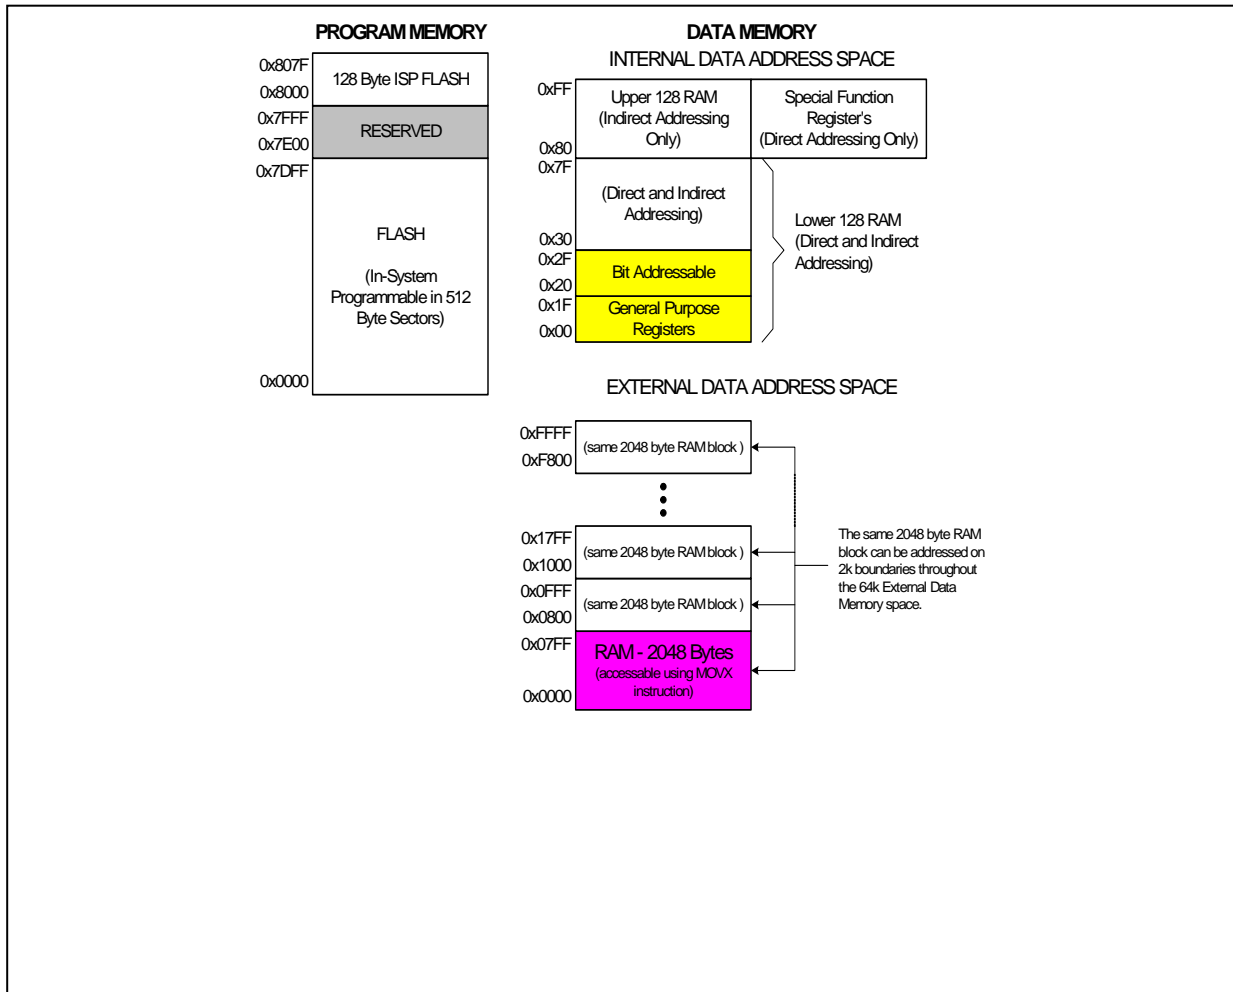 PROGRAM MEMORY
0x807F
0x8000
128 Byte ISP FLASH
0x7FFF
0x7E00
RESERVED
0x7DFF
FLASH
(In-System
Programmable in 512
Byte Sectors)
0x0000
DATA MEMORY
INTERNAL DATA ADDRESS SPACE
0xFF
Upper 128 RAM
(Indirect Addressing
Only)
0x80
Special Function
Register's
(Direct Addressing Only)
0x7F
(Direct and Indirect
Addressing)
0x30
Lower 128 RAM
(Direct and Indirect
Addressing)
0x2F
Bit Addressable
0x20
0x1F
General Purpose
Registers
0x00
EXTERNAL DATA ADDRESS SPACE
0xFFFF
(same 2048 byte RAM block )
0xF800
0x17FF
(same 2048 byte RAM block )
0x1000
0x0FFF
(same 2048 byte RAM block )
0x0800
0x07FF
RAM - 2048 Bytes
(accessable using MOVX
instruction)
0x0000
The same 2048 byte RAM
block can be addressed on
2k boundaries throughout
the 64k External Data
Memory space.